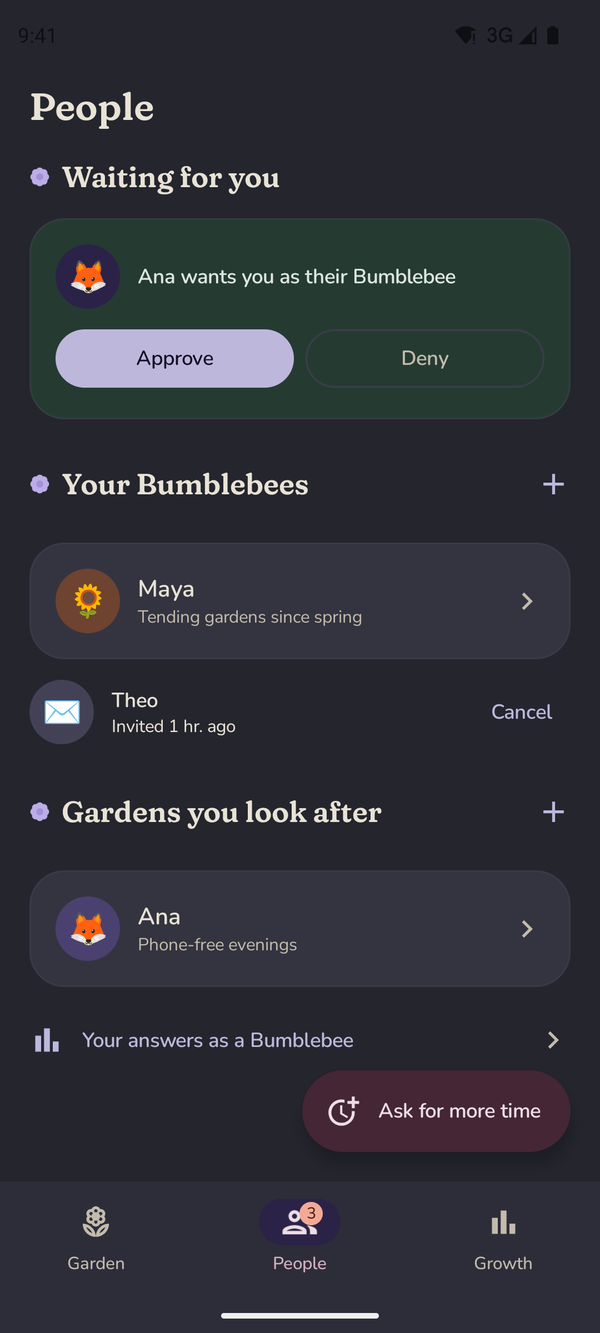 9:41
3G
People
Waiting for you
Ana wants you as their Bumblebee
Approve
Deny
Your Bumblebees
Maya
Tending gardens since spring
Theo
Invited 1 hr. ago
Cancel
Gardens you look after
Ana
Phone-free evenings
Your answers as a Bumblebee
Ask for more time
3
Garden
People
Growth